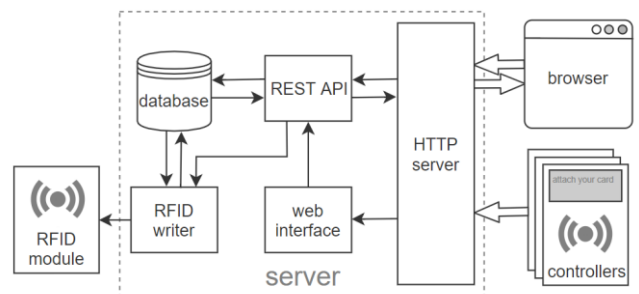 database
REST API
HTTP
server
browser
attach your card
controllers
RFID
module
RFID
writer
web
interface
server